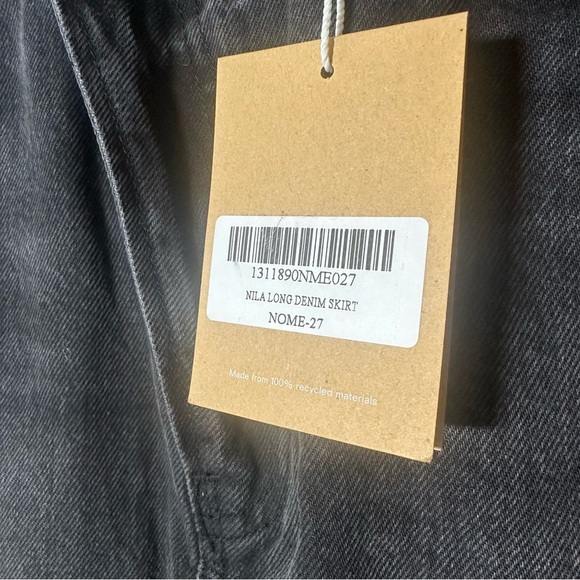 1311890NME027
NILA LONG DENIM SKIRT
NOME-27
Made from 100% recycled materials